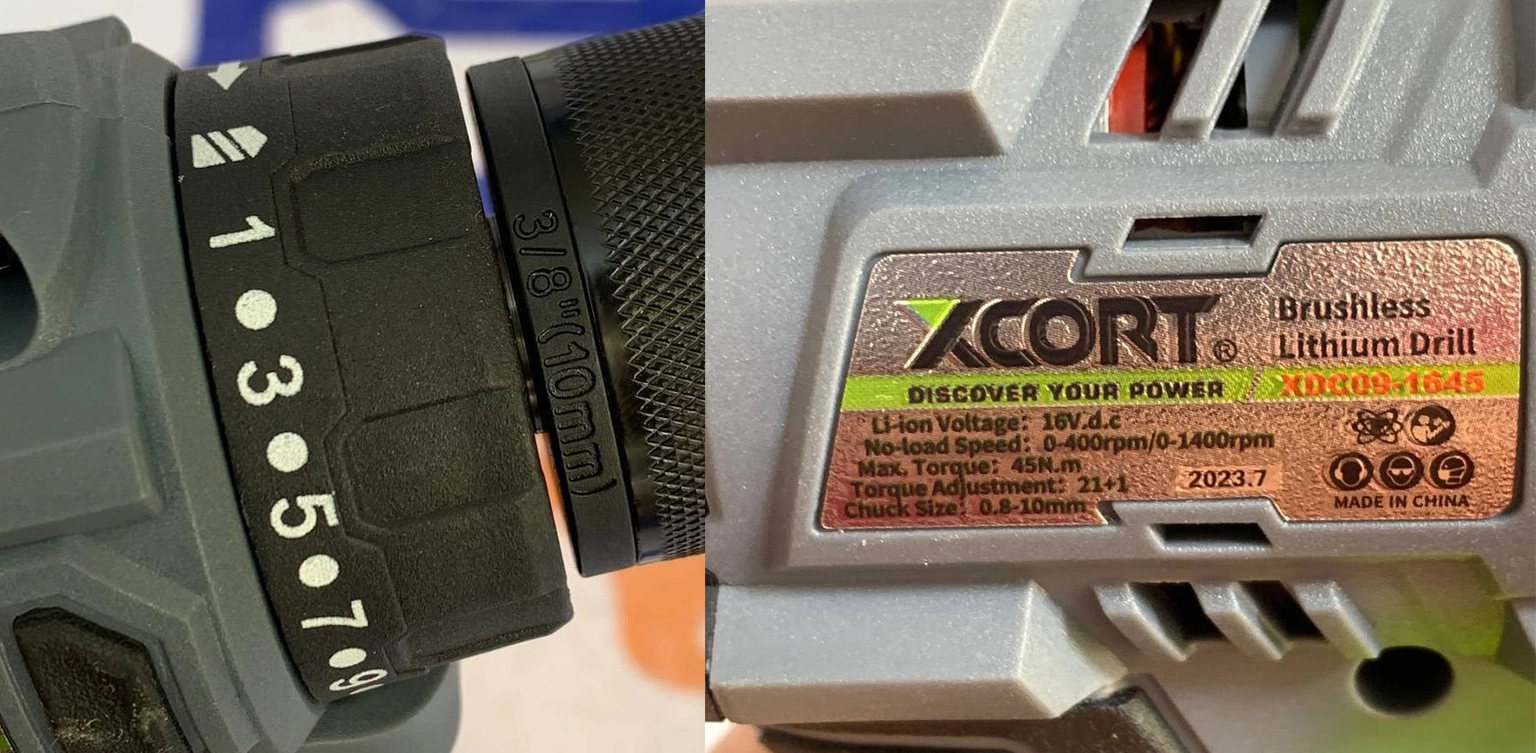 1
3
5
7
9
3/8"(10mm)
XCORT®
Brushless
Lithium Drill
DISCOVER YOUR POWER / XDC09-1645
Li-ion Voltage: 16V.d.c
No-load Speed: 0-400rpm/0-1400rpm
Max. Torque: 45N.m
Torque Adjustment: 21+1
Chuck Size: 0.8-10mm
2023.7
MADE IN CHINA